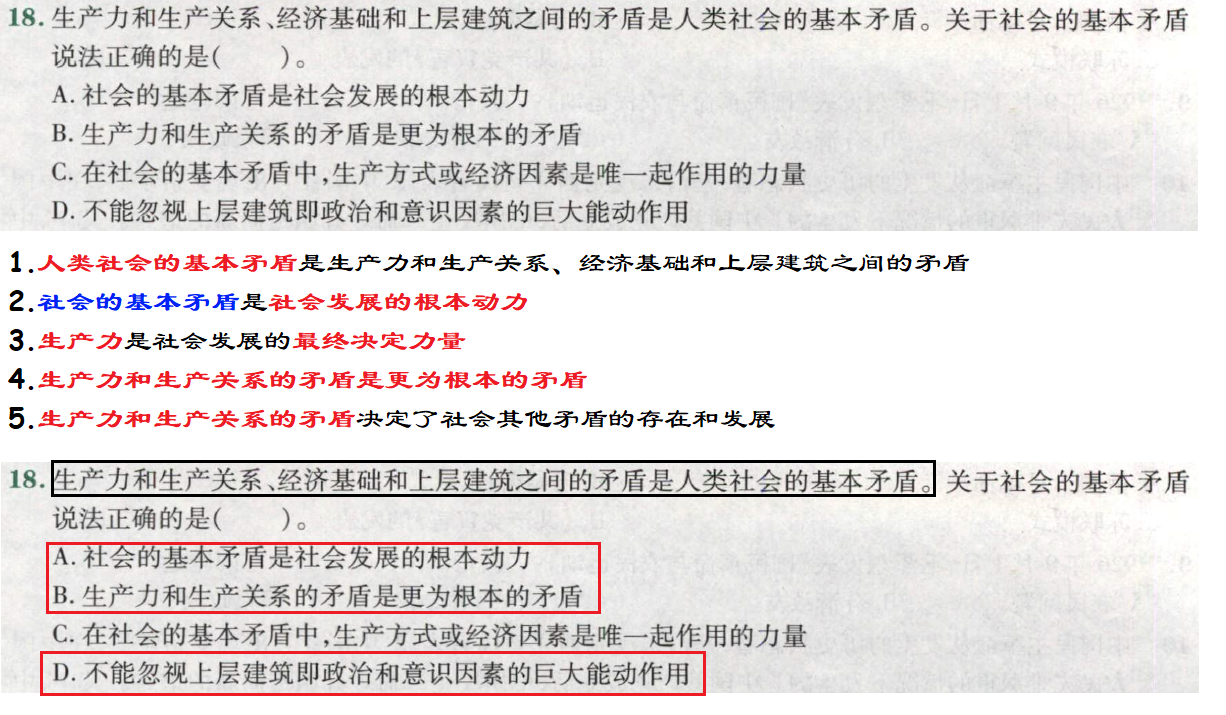 18. 生产力和生产关系、经济基础和上层建筑之间的矛盾是人类社会的基本矛盾。关于社会的基本矛盾
说法正确的是(　　)。
A. 社会的基本矛盾是社会发展的根本动力
B. 生产力和生产关系的矛盾是更为根本的矛盾
C. 在社会的基本矛盾中,生产方式或经济因素是唯一起作用的力量
D. 不能忽视上层建筑即政治和意识因素的巨大能动作用
1.人类社会的基本矛盾是生产力和生产关系、经济基础和上层建筑之间的矛盾
2.社会的基本矛盾是社会发展的根本动力
3.生产力是社会发展的最终决定力量
4.生产力和生产关系的矛盾是更为根本的矛盾
5.生产力和生产关系的矛盾决定了社会其他矛盾的存在和发展
18. 生产力和生产关系、经济基础和上层建筑之间的矛盾是人类社会的基本矛盾。关于社会的基本矛盾
说法正确的是(　　)。
A. 社会的基本矛盾是社会发展的根本动力
B. 生产力和生产关系的矛盾是更为根本的矛盾
C. 在社会的基本矛盾中,生产方式或经济因素是唯一起作用的力量
D. 不能忽视上层建筑即政治和意识因素的巨大能动作用